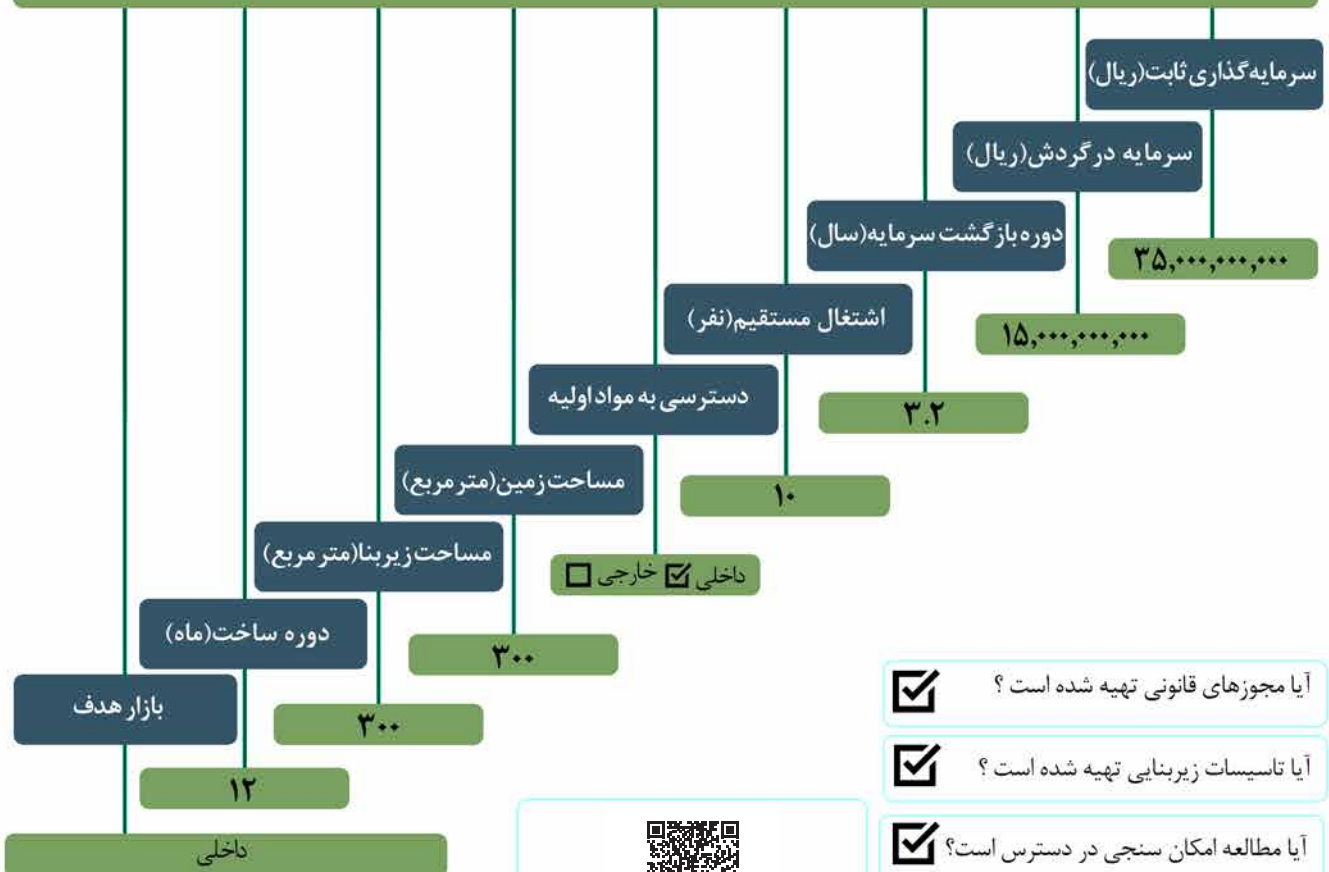 سرمایه‌گذاری ثابت(ریال)
۳۵,۰۰۰,۰۰۰,۰۰۰
سرمایه در گردش(ریال)
۱۵,۰۰۰,۰۰۰,۰۰۰
دوره بازگشت سرمایه(سال)
۳.۲
اشتغال مستقیم(نفر)
۱۰
دسترسی به مواد اولیه
داخلی ☑ خارجی ☐
مساحت زمین(متر مربع)
۳۰۰
مساحت زیربنا(متر مربع)
۳۰۰
دوره ساخت(ماه)
۱۲
بازار هدف
داخلی
آیا مجوزهای قانونی تهیه شده است ؟ ☑
آیا تاسیسات زیربنایی تهیه شده است ؟ ☑
آیا مطالعه امکان سنجی در دسترس است؟ ☑